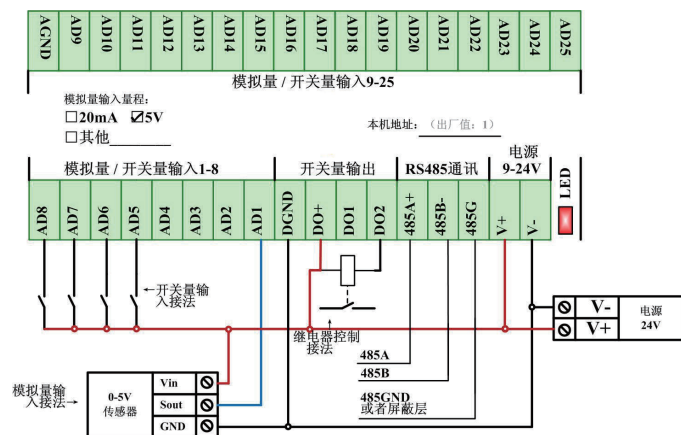 AGND AD9 AD10 AD11 AD12 AD13 AD14 AD15 AD16 AD17 AD18 AD19 AD20 AD21 AD22 AD23 AD24 AD25
模拟量 / 开关量输入9-25
模拟量输入量程:
□20mA ☑5V
□其他
本机地址: （出厂值：1）
模拟量 / 开关量输入1-8
开关量输出
RS485通讯
电源
9-24V
LED
AD8 AD7 AD6 AD5 AD4 AD3 AD2 AD1 DGND DO+ DO1 DO2 485A+ 485B- 485G V+ V-
开关量输
入接法
继电器控制
接法
V-
V+
电源
24V
485A
485B
485GND
或者屏蔽层
模拟量输
入接法
0-5V
传感器
Vin
Sout
GND